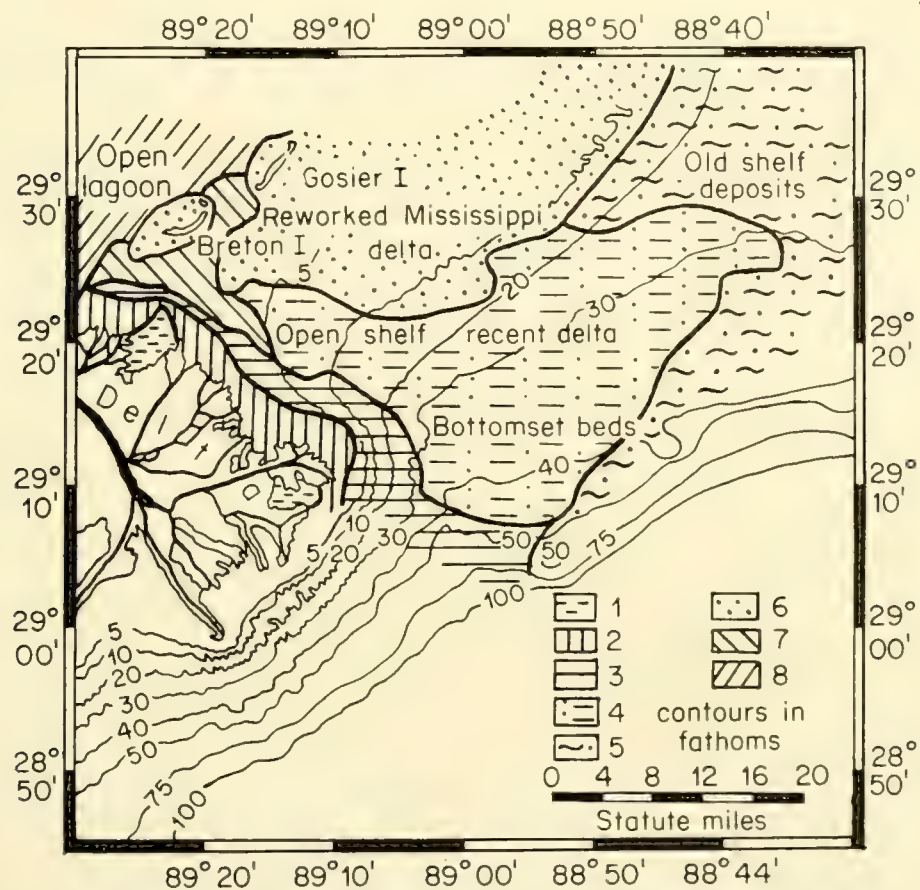 89° 20' 89° 10' 89° 00' 88° 50' 88° 40'
Open
lagoon
Gosier I
Old shelf
deposits
29°
30'
29°
30'
Reworked Mississippi
delta
Breton I
5
20
30
29°
20'
29°
20'
Open shelf recent delta
De
l
t
a
Bottomset beds
40
29°
10'
29°
10'
10
5 20 30 50 50 75
100
29°
00'
29°
00'
5
10
20
30
40
50
75
100
1 6
2 7
3 8
4 contours in
5 fathoms
28°
50'
28°
50'
0 4 8 12 16 20
Statute miles
89° 20' 89° 10' 89° 00' 88° 50' 88° 44'